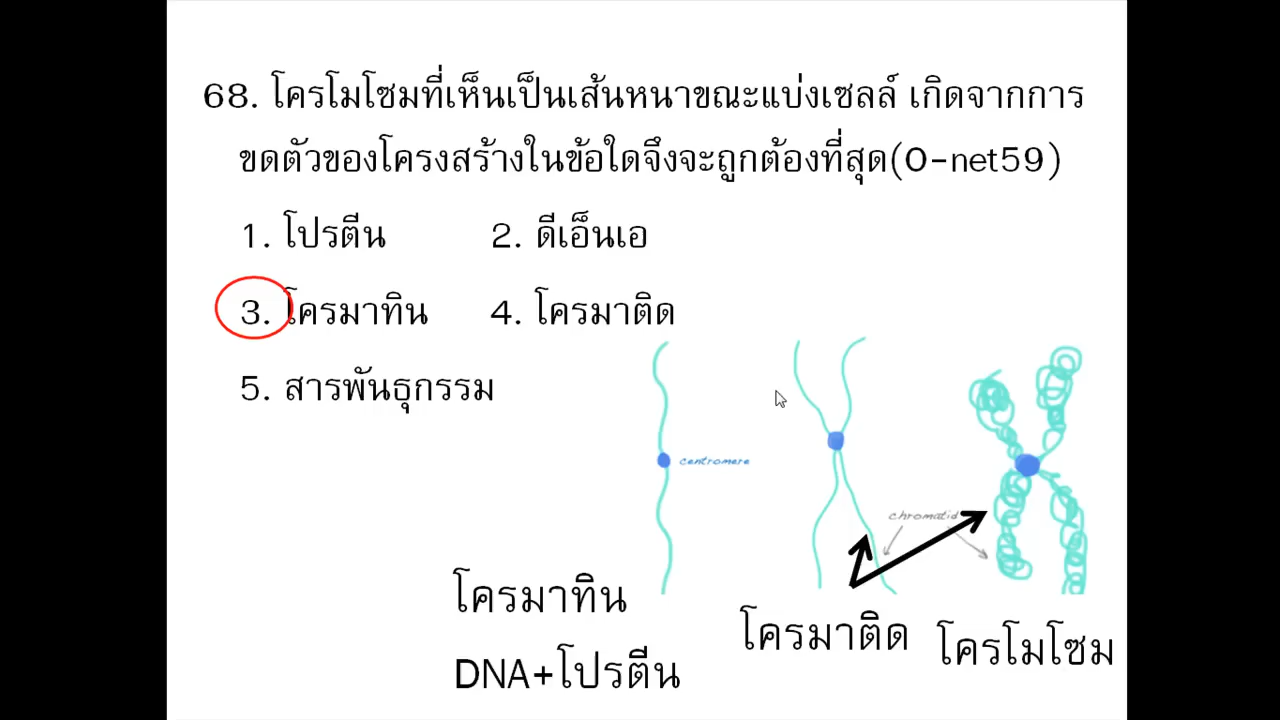 68. โครโมโซมที่เห็นเป็นเส้นหนาขณะแบ่งเซลล์ เกิดจากการ
ขดตัวของโครงสร้างในข้อใดจึงจะถูกต้องที่สุด(O-net59)
1. โปรตีน 2. ดีเอ็นเอ
3. โครมาทิน 4. โครมาติด
5. สารพันธุกรรม
centromere
chromatid
โครมาทิน
DNA+โปรตีน
โครมาติด
โครโมโซม